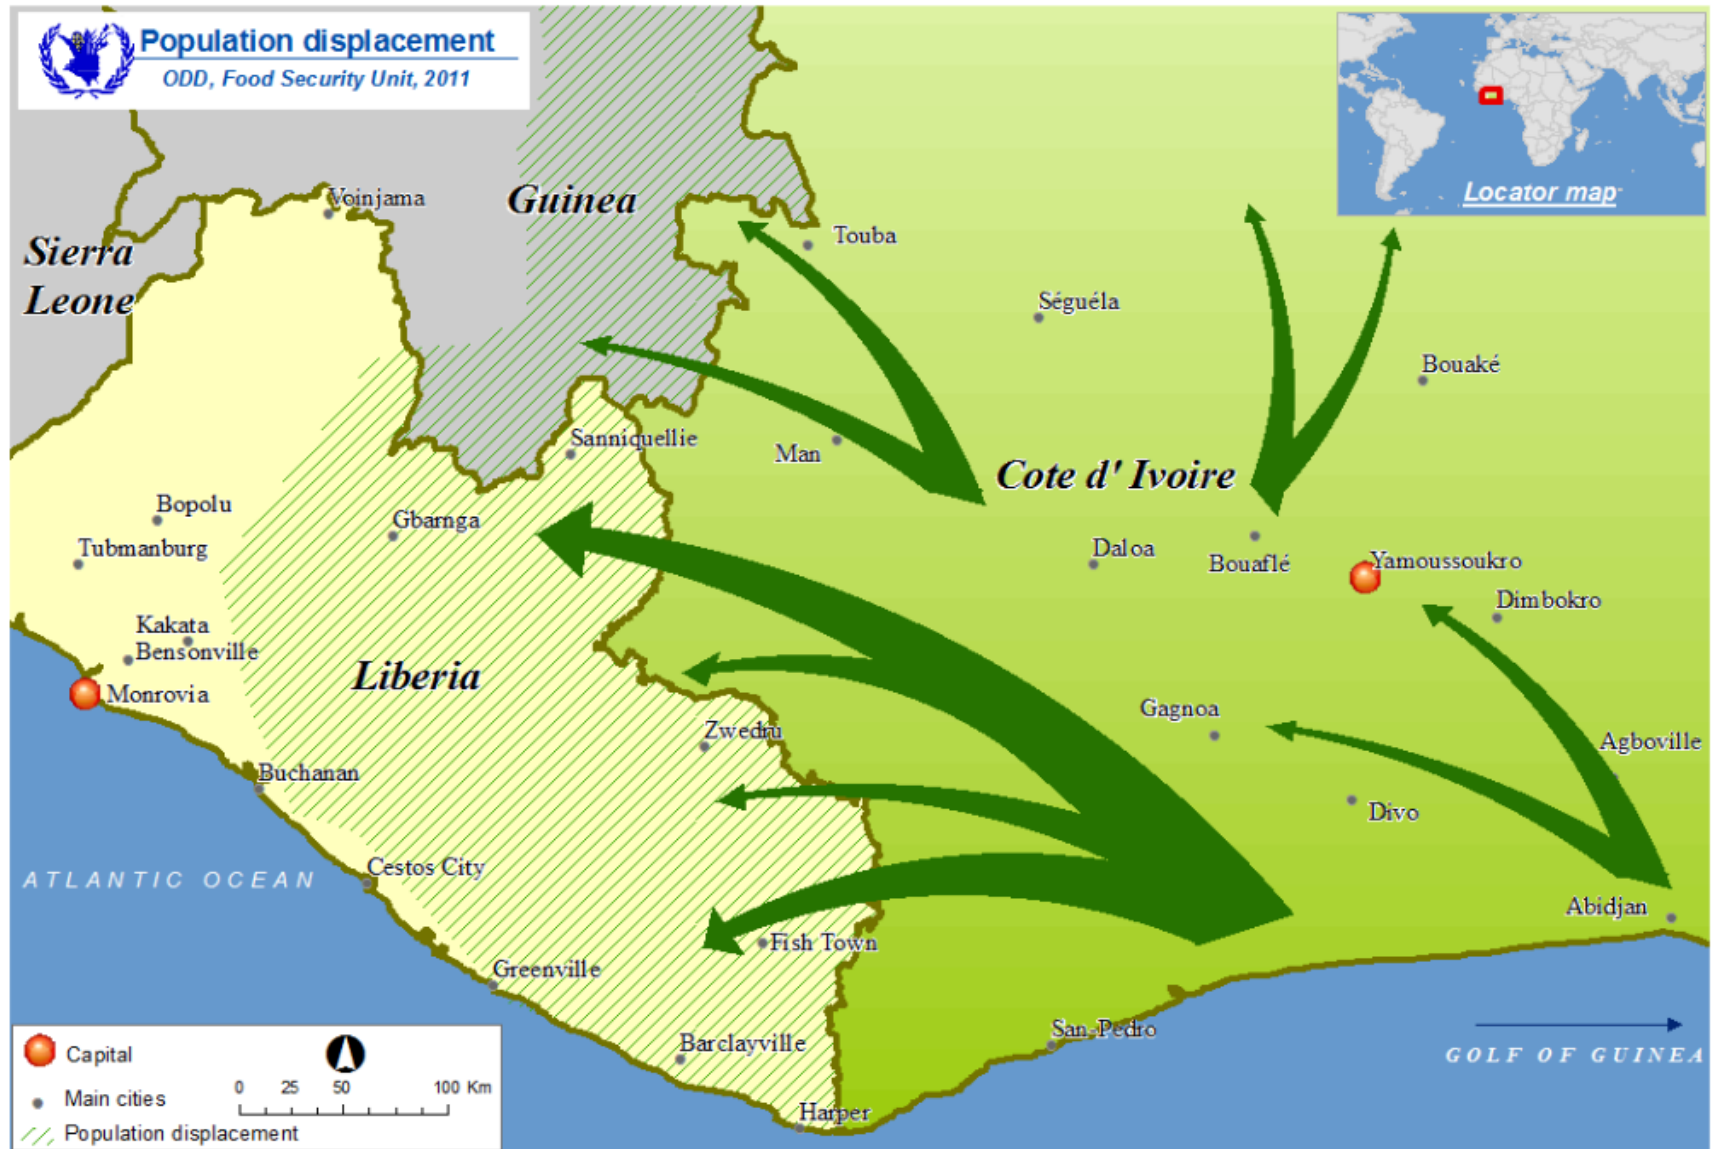 Population displacement
ODD, Food Security Unit, 2011
Locator map
Voinjama
Guinea
Sierra
Leone
Touba
Séguéla
Bouaké
Sanniquellie
Man
Cote d' Ivoire
Bopolu
Gbarnga
Tubmanburg
Daloa
Bouaflé
Yamoussoukro
Dimbokro
Kakata
Bensonville
Liberia
Monrovia
Gagnoa
Zwedru
Agboville
Buchanan
Divo
Cestos City
ATLANTIC OCEAN
Abidjan
Fish Town
Greenville
San-Pedro
Barclayville
GOLF OF GUINEA
Harper
Capital
Main cities
0 25 50 100 Km
Population displacement